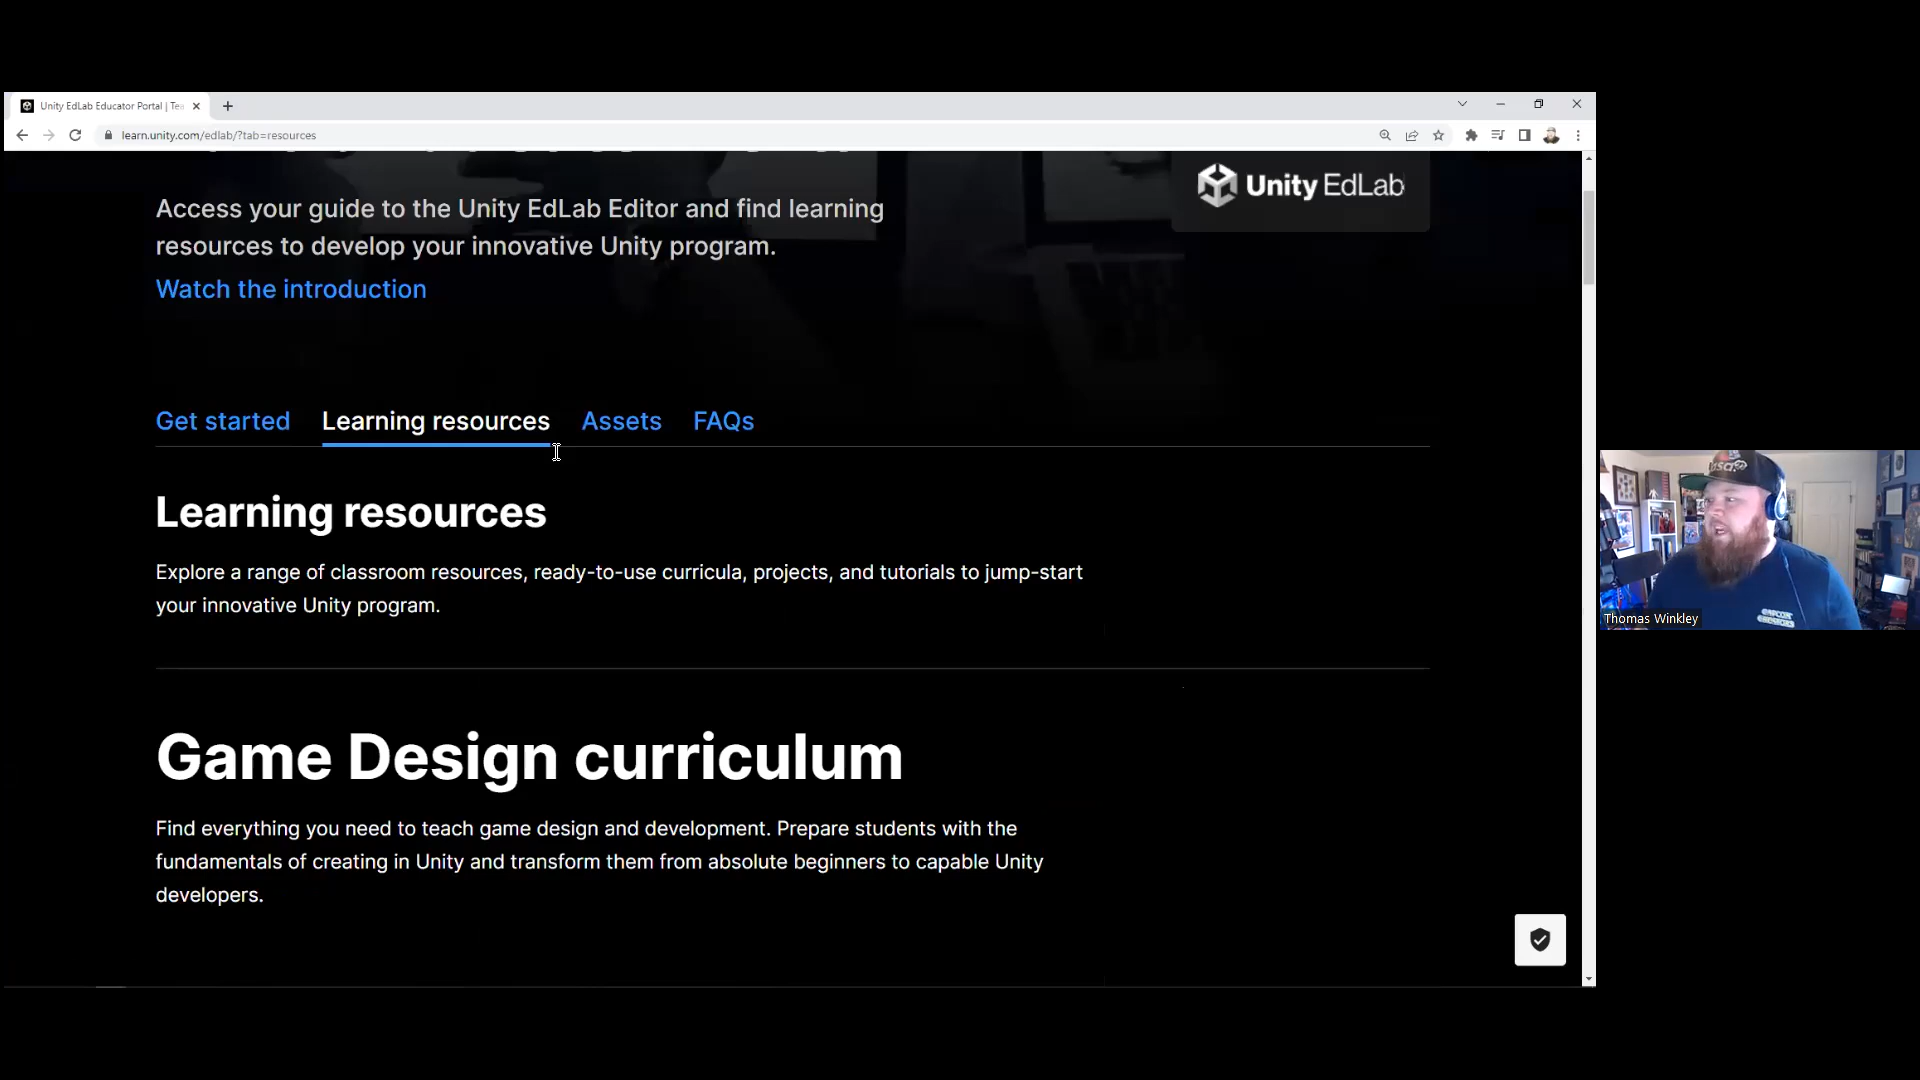 Unity EdLab Educator Portal | Tea
learn.unity.com/edlab/?tab=resources
Unity EdLab
Access your guide to the Unity EdLab Editor and find learning
resources to develop your innovative Unity program.
Watch the introduction
Get started Learning resources Assets FAQs
Learning resources
Explore a range of classroom resources, ready-to-use curricula, projects, and tutorials to jump-start
your innovative Unity program.
Thomas Winkley
Game Design curriculum
Find everything you need to teach game design and development. Prepare students with the
fundamentals of creating in Unity and transform them from absolute beginners to capable Unity
developers.